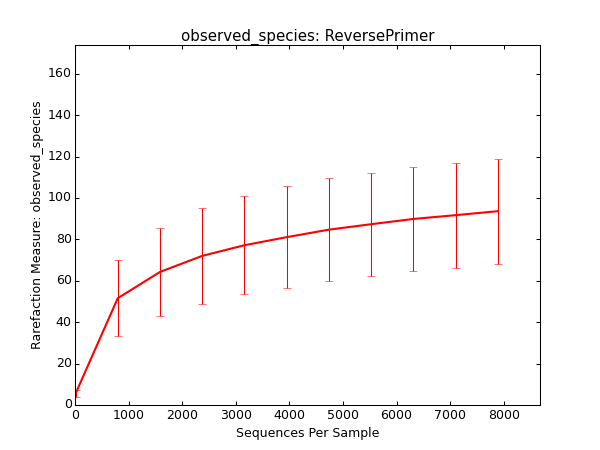 observed_species: ReversePrimer
160
140
120
100
80
60
40
20
0
Rarefaction Measure: observed_species
0 1000 2000 3000 4000 5000 6000 7000 8000
Sequences Per Sample